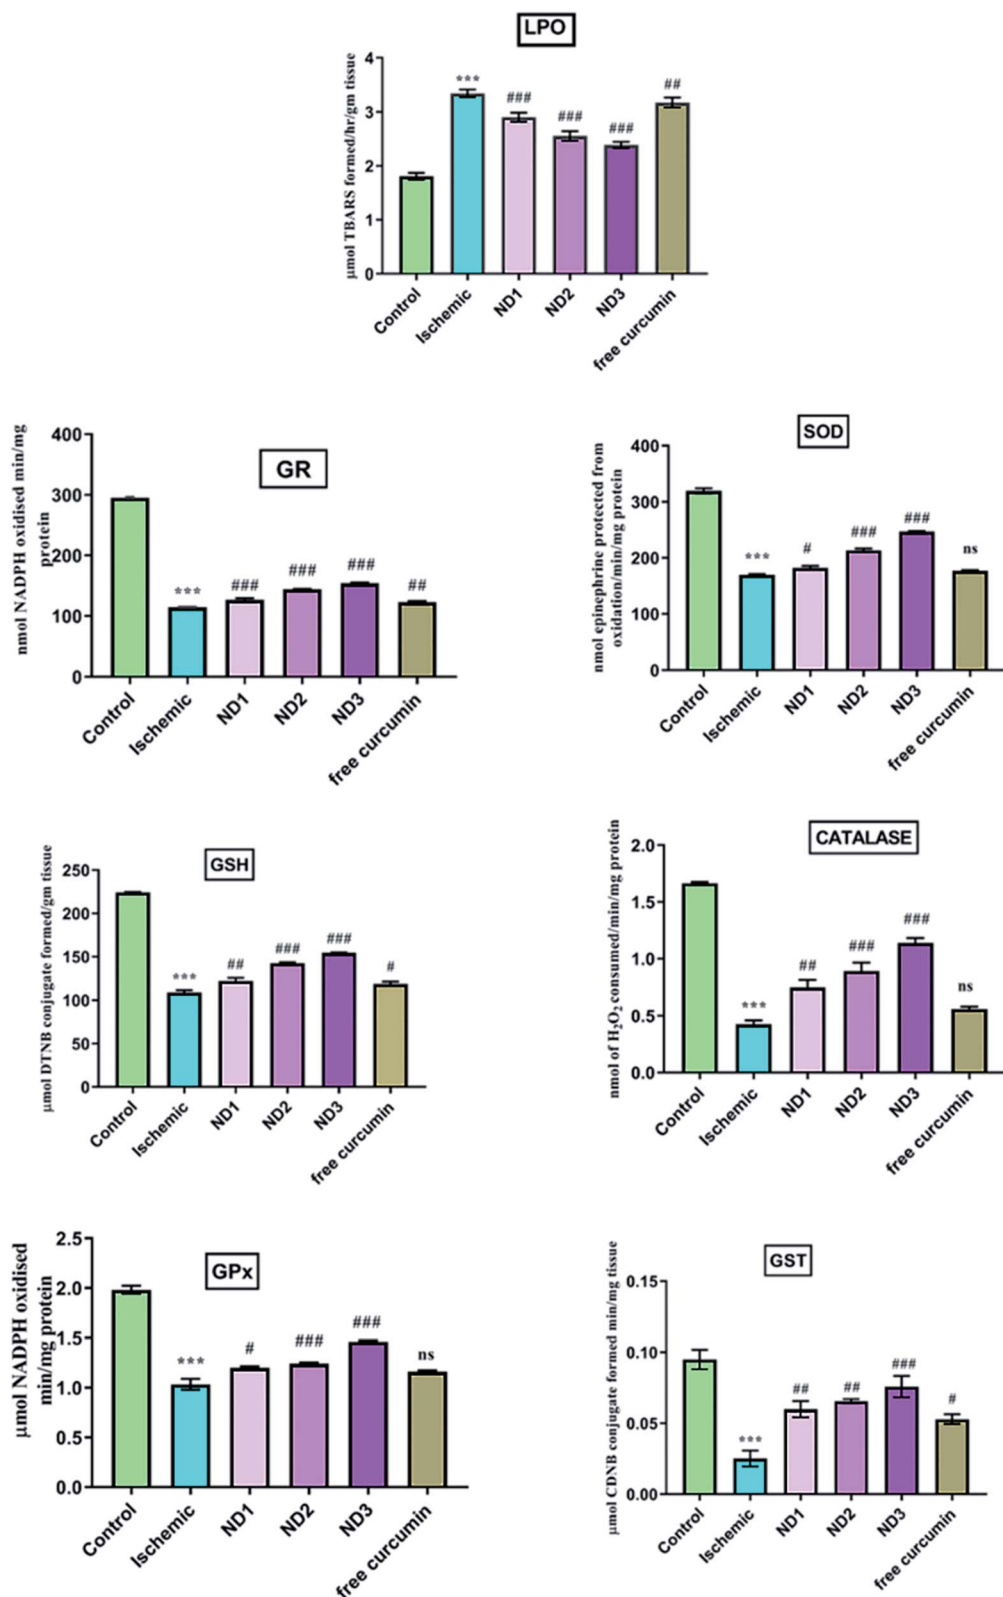 LPO
μmol TBARS formed/hr/gm tissue
4
3
2
1
0
***
###
###
###
##
Control
Ischemic
ND1
ND2
ND3
free curcumin
GR
nmol NADPH oxidised min/mg
protein
400
300
200
100
0
***
###
###
###
##
Control
Ischemic
ND1
ND2
ND3
free curcumin
SOD
nmol epinephrine protected from
oxidation/min/mg protein
400
300
200
100
0
***
#
###
###
ns
Control
Ischemic
ND1
ND2
ND3
free curcumin
GSH
μmol DTNB conjugate formed/gm tissue
250
200
150
100
50
0
***
##
###
###
#
Control
Ischemic
ND1
ND2
ND3
free curcumin
CATALASE
nmol of H₂O₂ consumed/min/mg protein
2.0
1.5
1.0
0.5
0.0
***
##
###
###
ns
Control
Ischemic
ND1
ND2
ND3
free curcumin
GPx
μmol NADPH oxidised
min/mg protein
2.5
2.0
1.5
1.0
0.5
0.0
***
#
###
###
ns
Control
Ischemic
ND1
ND2
ND3
free curcumin
GST
μmol CDNB conjugate formed min/mg tissue
0.15
0.10
0.05
0.00
***
##
##
###
#
Control
Ischemic
ND1
ND2
ND3
free curcumin